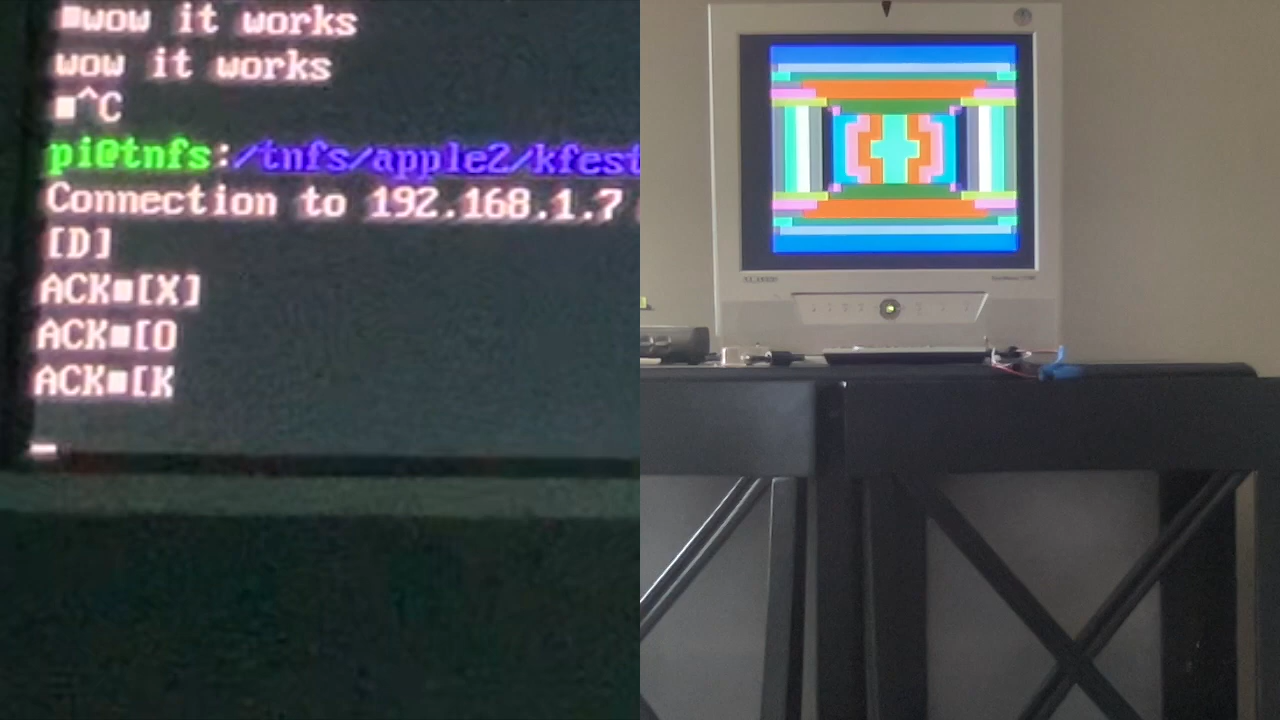 ■wow it works
wow it works
■^C
pi@tnfs:/tnfs/apple2/kfest
Connection to 192.168.1.7
[D]
ACK■[X]
ACK■[O
ACK■[K